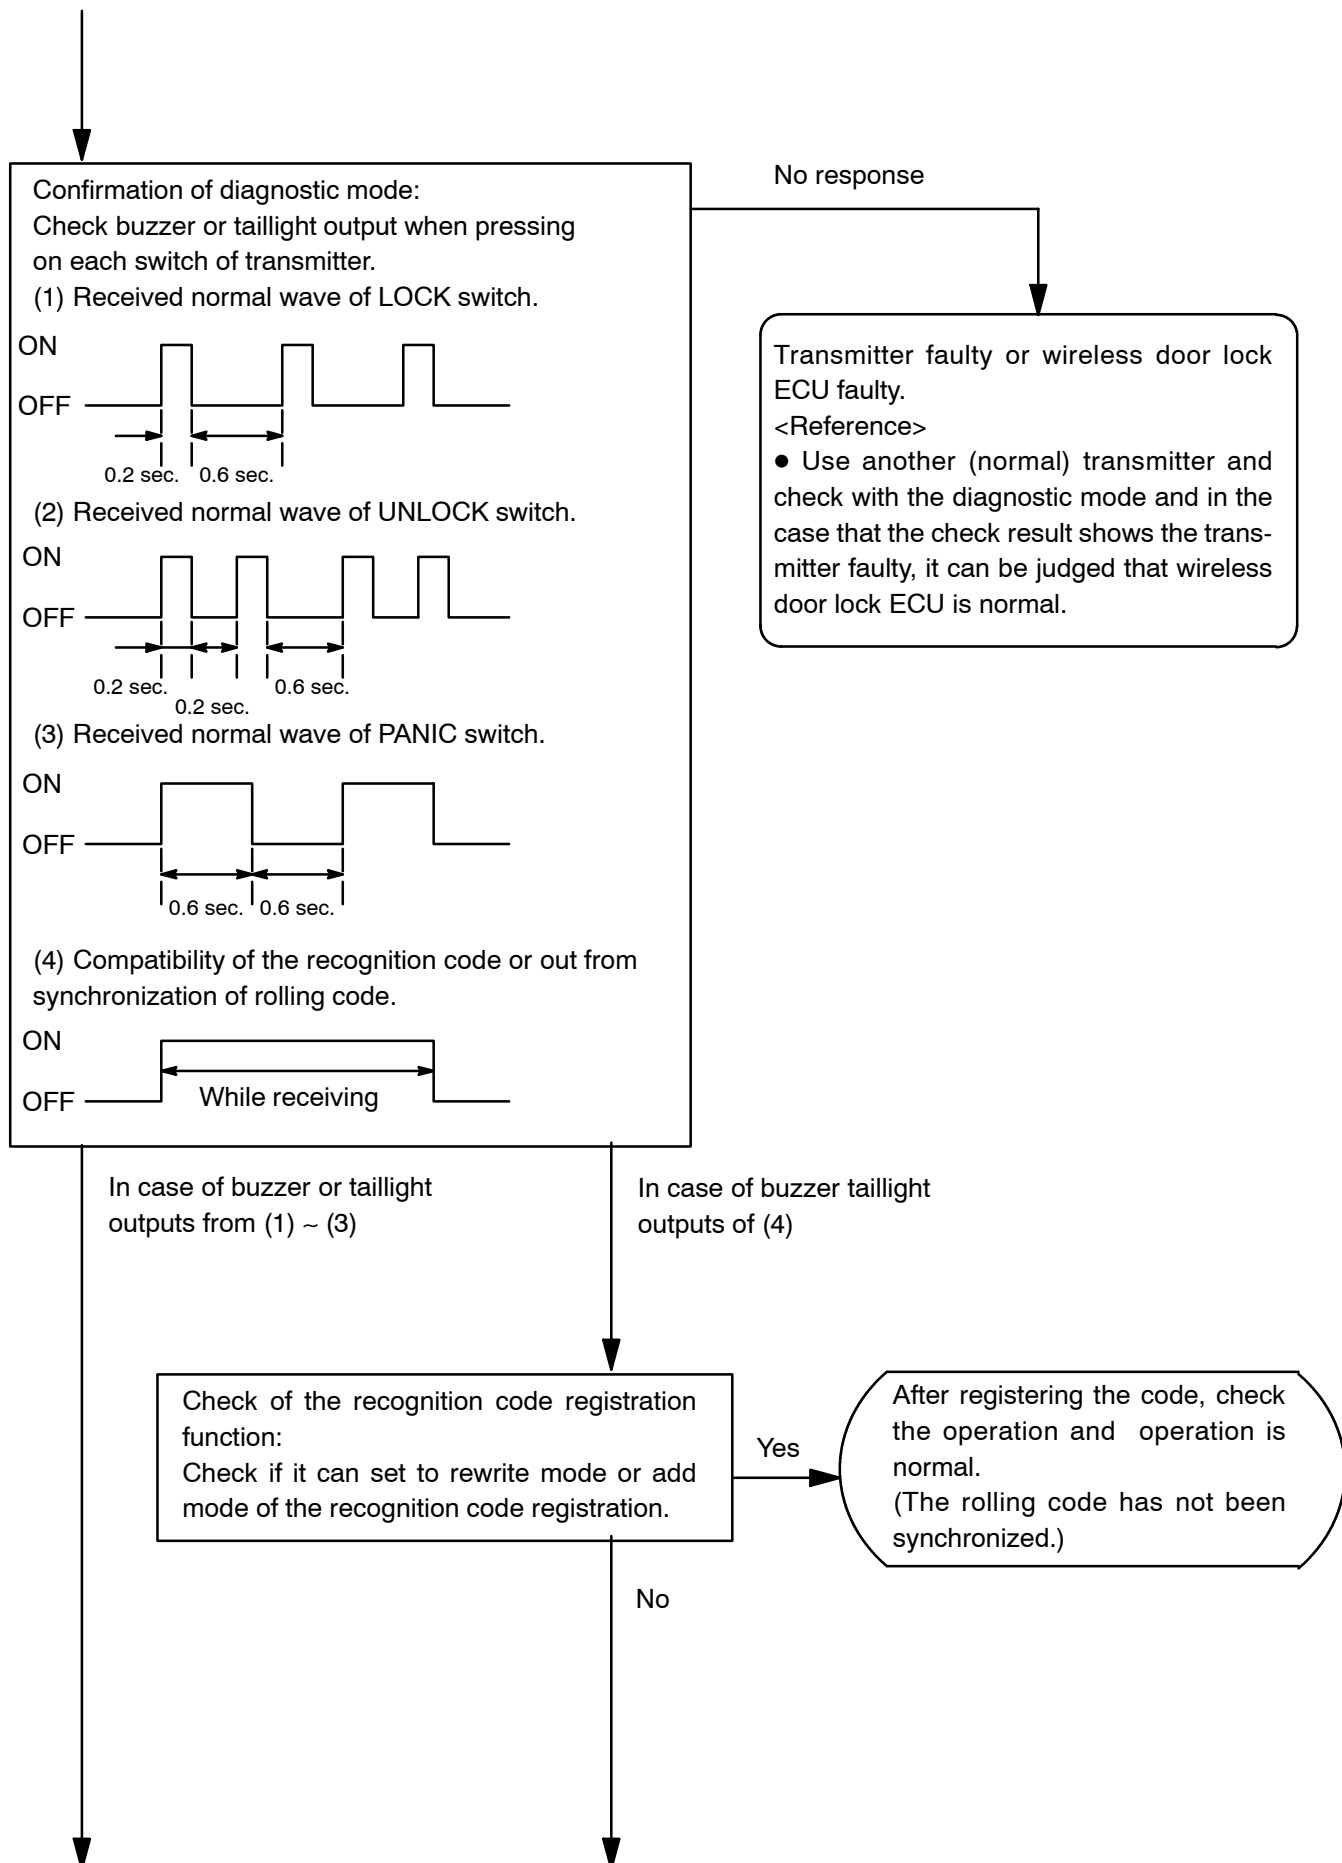 No response
Confirmation of diagnostic mode:
Check buzzer or taillight output when pressing
on each switch of transmitter.
(1) Received normal wave of LOCK switch.
ON
OFF
0.2 sec.
0.6 sec.
(2) Received normal wave of UNLOCK switch.
ON
OFF
0.2 sec.
0.2 sec.
0.6 sec.
(3) Received normal wave of PANIC switch.
ON
OFF
0.6 sec.
0.6 sec.
(4) Compatibility of the recognition code or out from
synchronization of rolling code.
ON
OFF
While receiving
Transmitter faulty or wireless door lock
ECU faulty.
<Reference>
● Use another (normal) transmitter and
check with the diagnostic mode and in the
case that the check result shows the trans-
mitter faulty, it can be judged that wireless
door lock ECU is normal.
In case of buzzer or taillight
outputs from (1) ~ (3)
In case of buzzer taillight
outputs of (4)
Check of the recognition code registration
function:
Check if it can set to rewrite mode or add
mode of the recognition code registration.
Yes
After registering the code, check
the operation and operation is
normal.
(The rolling code has not been
synchronized.)
No